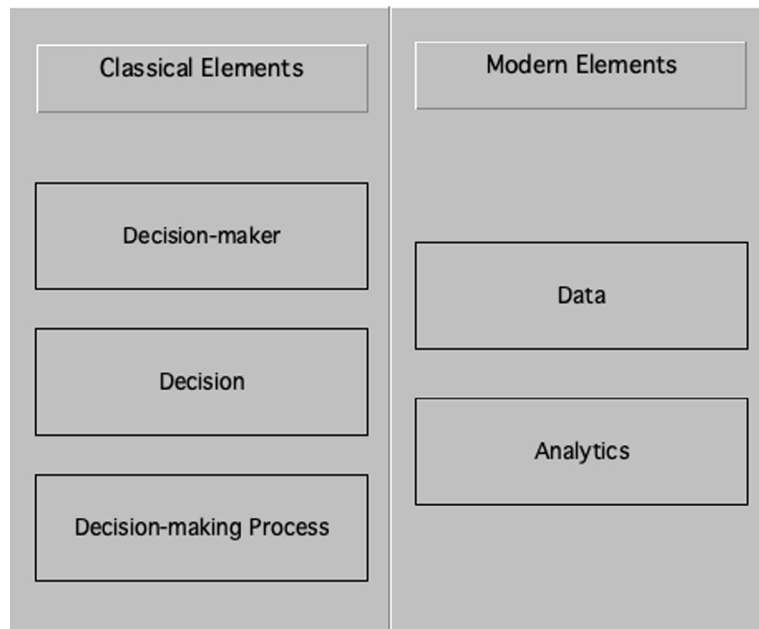 Classical Elements
Decision-maker
Decision
Decision-making Process
Modern Elements
Data
Analytics